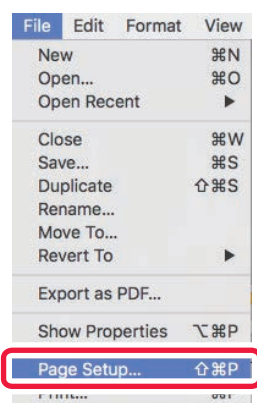 File Edit Format View
New ⌘N
Open... ⌘O
Open Recent ▶
Close ⌘W
Save... ⌘S
Duplicate ⇧⌘S
Rename...
Move To...
Revert To ▶
Export as PDF...
Show Properties ⌥⌘P
Page Setup... ⇧⌘P